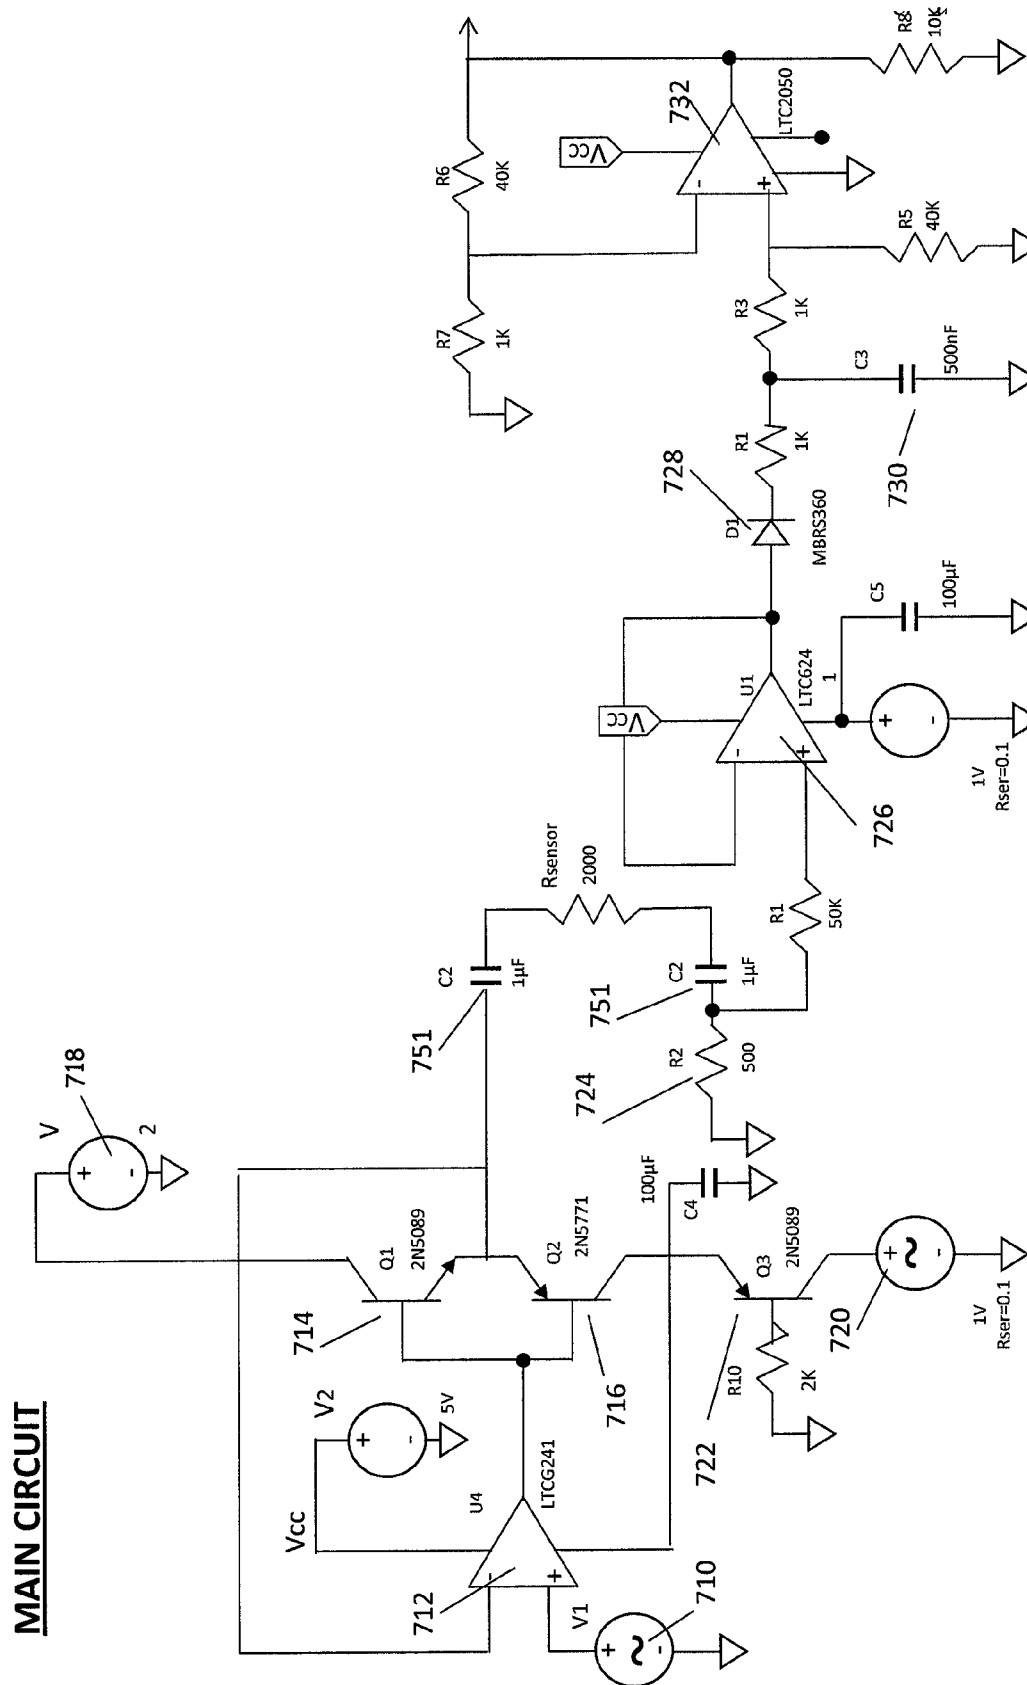 MAIN CIRCUIT
710
V1
+
-
712
-
+
U4
LTCG241
Vcc
V2
+
-
5V
714
Q1
2N5089
716
Q2
2N5771
722
Q3
2N5089
R10
2K
720
+
-
1V
Rser=0.1
V
718
+
-
2
100µF
C4
724
R2
500
751
C2
1µF
751
C2
1µF
Rsensor
2000
R1
50K
726
-
+
Vcc
U1
LTC624
1
+
-
1V
Rser=0.1
C5
100µF
728
D1
MBRS360
R1
1K
730
C3
500nF
R3
1K
R7
1K
R6
40K
R5
40K
732
Vcc
-
+
LTC2050
R8
10K